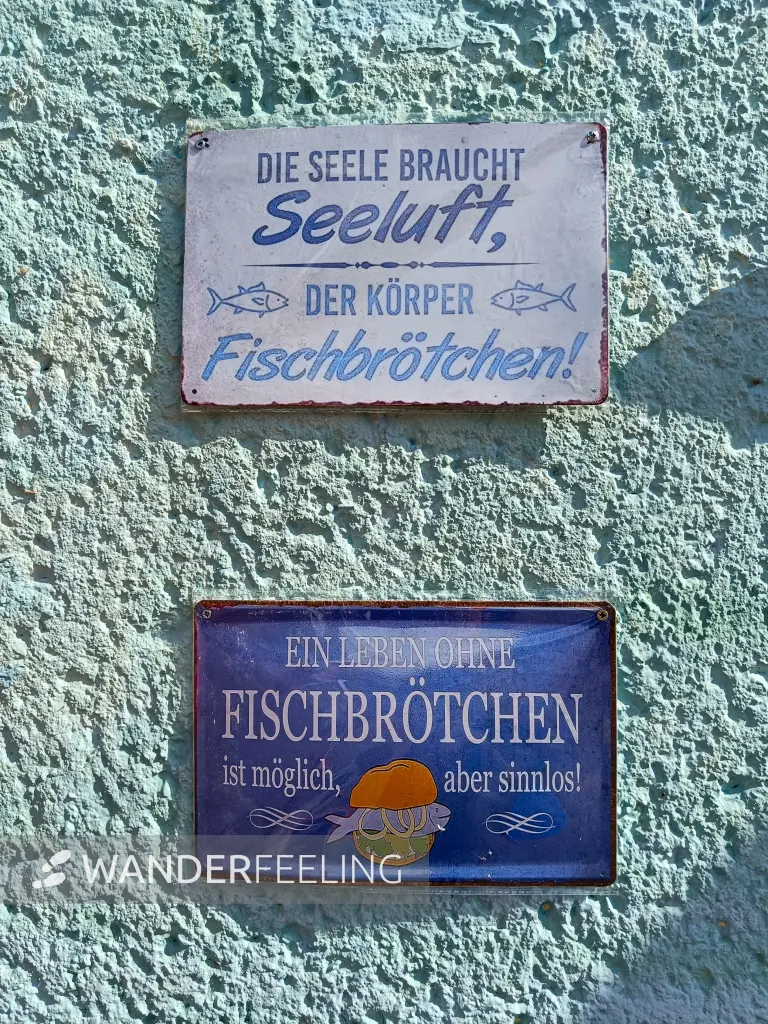 DIE SEELE BRAUCHT
Seeluft,
DER KÖRPER
Fischbrötchen!
EIN LEBEN OHNE
FISCHBRÖTCHEN
ist möglich, aber sinnlos!
WANDERFEELING